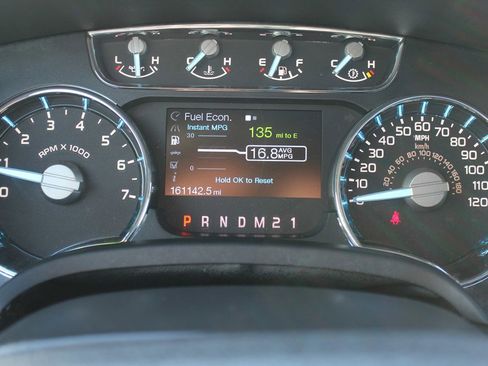 L H
C H
E F
C H
Fuel Econ.
Instant MPG
30
135 mi to E
16.8 AVG MPG
0
Hold OK to Reset
161142.5 mi
P R N D M 2 1
0 1 2 3 4 5 6 7
RPM X 1000
10 20 30 40 50 60 70 80 90 100 110 120
MPH
km/h